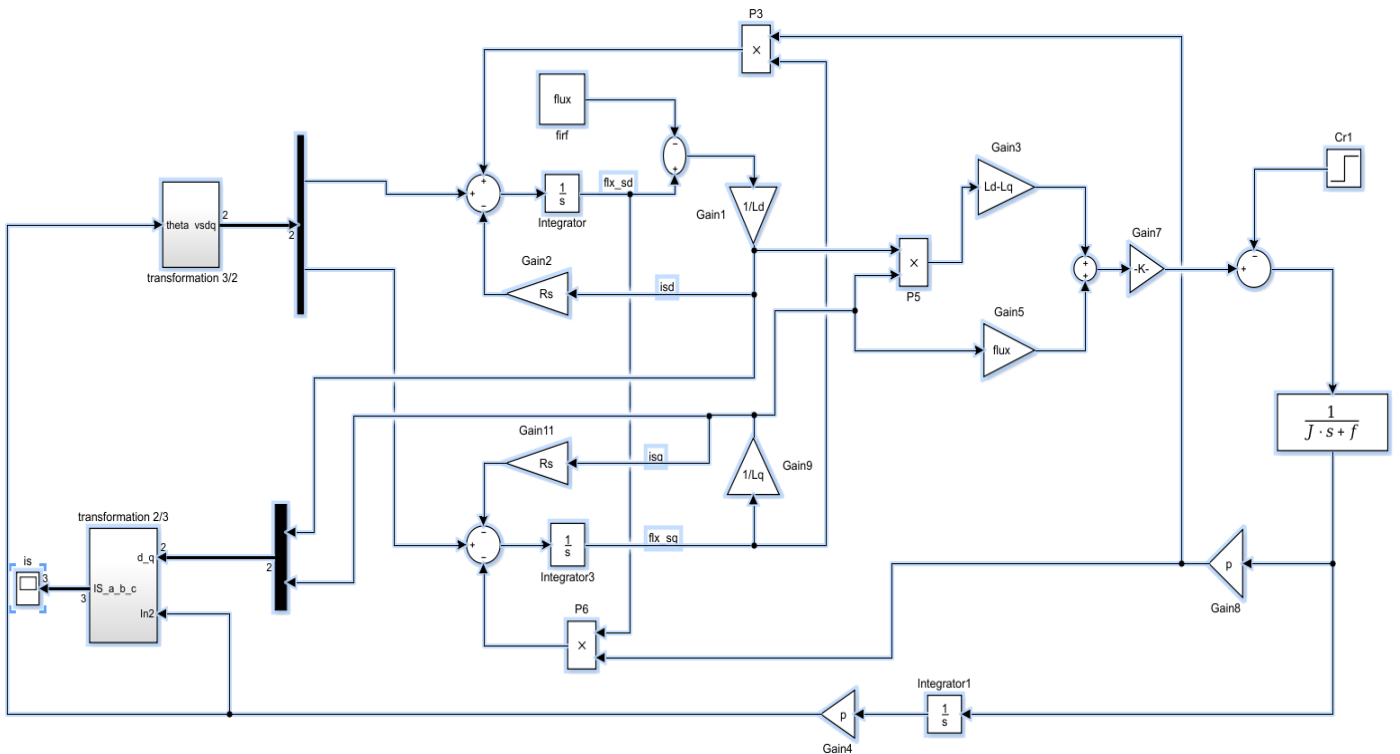 P3
×
flux
firf
Cr1
Gain3
Ld-Lq
-
+
flx_sd
+
+
-
1
s
Integrator
Gain1
1/Ld
theta vsdq
2
2
transformation 3/2
Gain2
Rs
isd
×
P5
+
+
Gain7
-K-
-
+
Gain5
flux
1
J · s + f
Gain11
Rs
isq
1/Lq
Gain9
transformation 2/3
d_q
2
2
IS_a_b_c
In2
is
3
3
-
+
-
1
s
Integrator3
flx_sq
p
Gain8
P6
×
Integrator1
1
s
p
Gain4